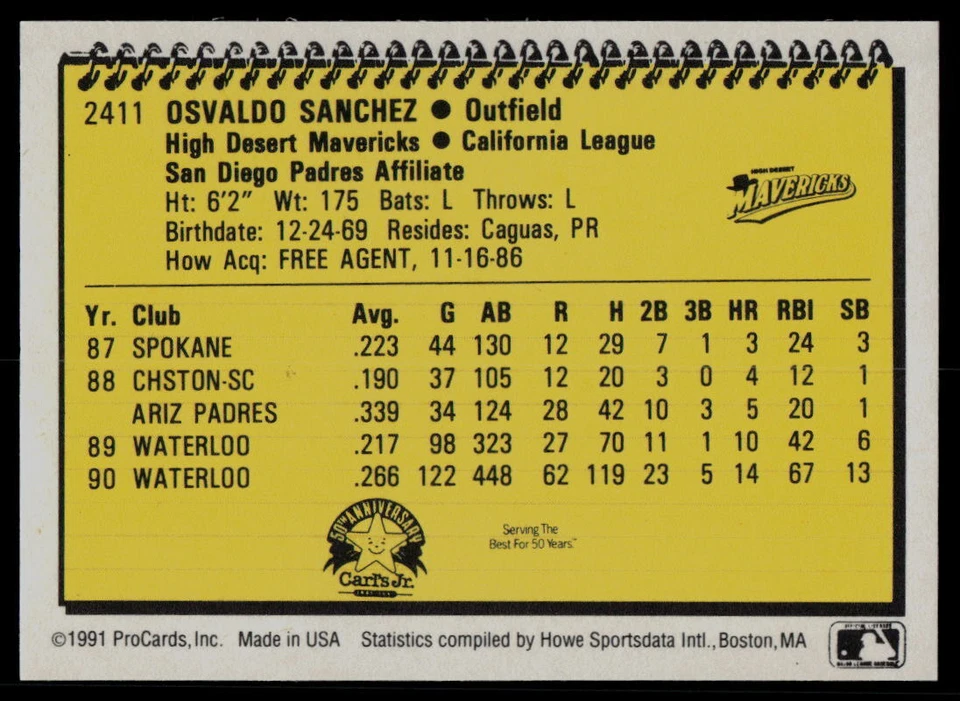 2411 OSVALDO SANCHEZ ● Outfield
High Desert Mavericks ● California League
San Diego Padres Affiliate
Ht: 6'2" Wt: 175 Bats: L Throws: L
Birthdate: 12-24-69 Resides: Caguas, PR
How Acq: FREE AGENT, 11-16-86
HIGH DESERT
MAVERICKS
Yr. Club Avg. G AB R H 2B 3B HR RBI SB
87 SPOKANE .223 44 130 12 29 7 1 3 24 3
88 CHSTON-SC .190 37 105 12 20 3 0 4 12 1
ARIZ PADRES .339 34 124 28 42 10 3 5 20 1
89 WATERLOO .217 98 323 27 70 11 1 10 42 6
90 WATERLOO .266 122 448 62 119 23 5 14 67 13
50TH ANNIVERSARY
Carl's Jr.
Serving The
Best For 50 Years.
©1991 ProCards, Inc. Made in USA Statistics compiled by Howe Sportsdata Intl., Boston, MA